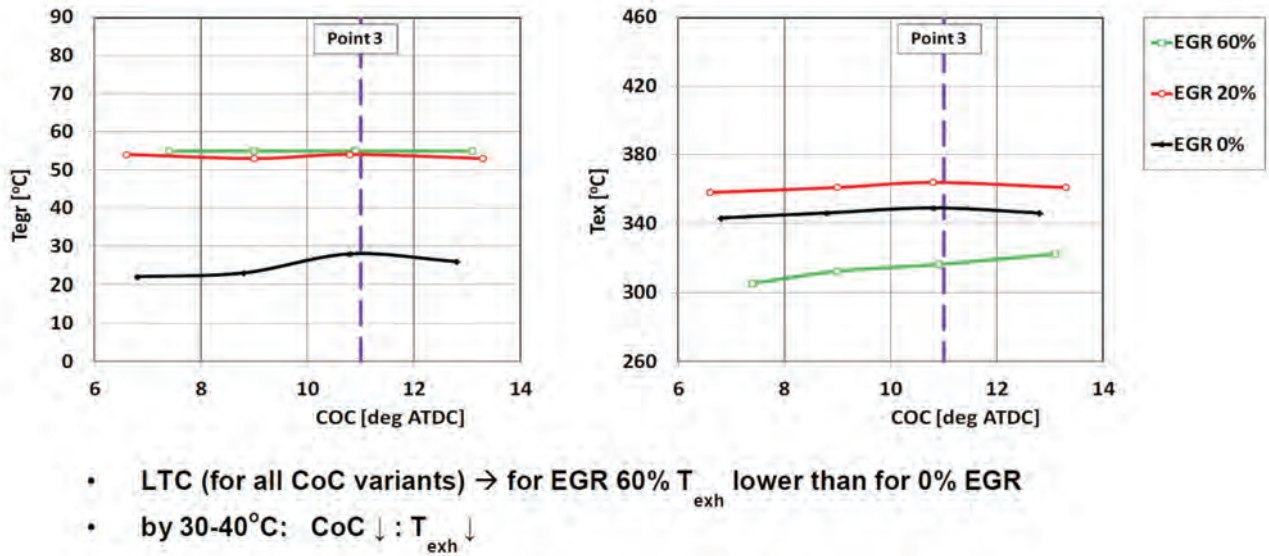 90
80
70
60
50
40
30
20
10
0
Tegr [°C]
Point 3
6 8 10 12 14
COC [deg ATDC]
460
420
380
340
300
260
Tex [°C]
Point 3
6 8 10 12 14
COC [deg ATDC]
EGR 60%
EGR 20%
EGR 0%
• LTC (for all CoC variants) → for EGR 60% T_exh lower than for 0% EGR
• by 30-40°C: CoC ↓ : T_exh ↓